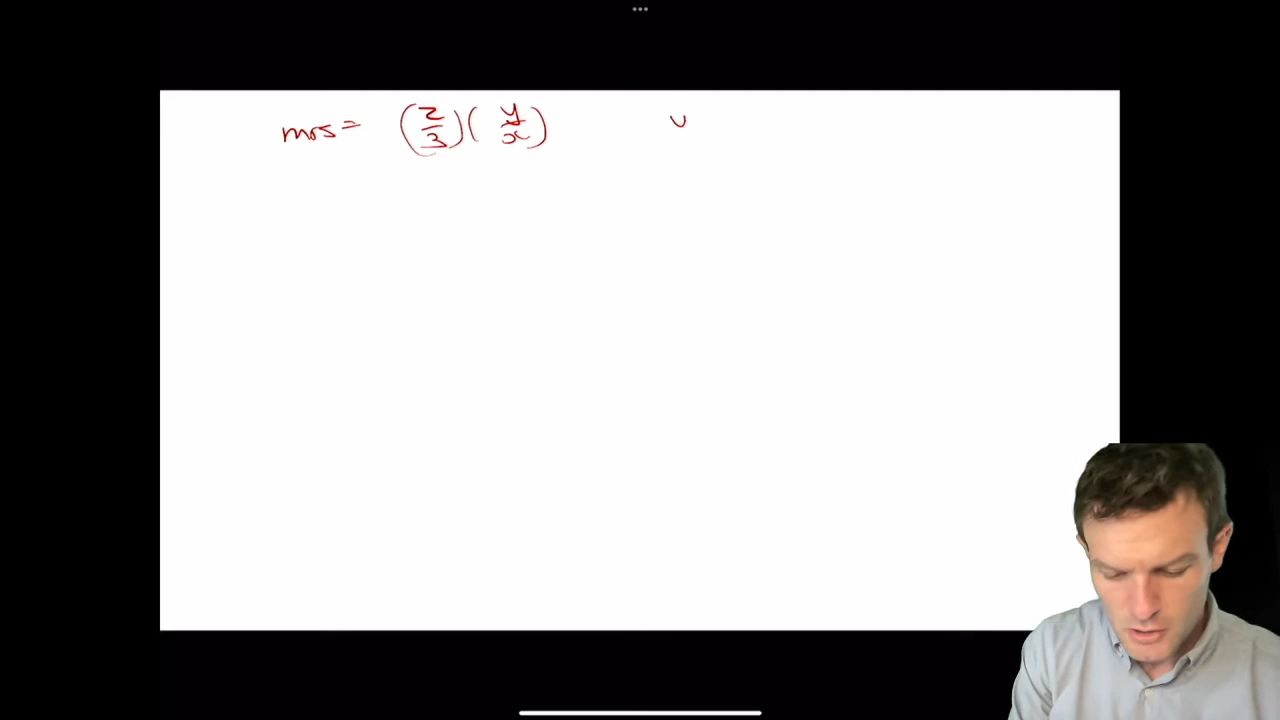 mrs = (2/3)(y/x) u